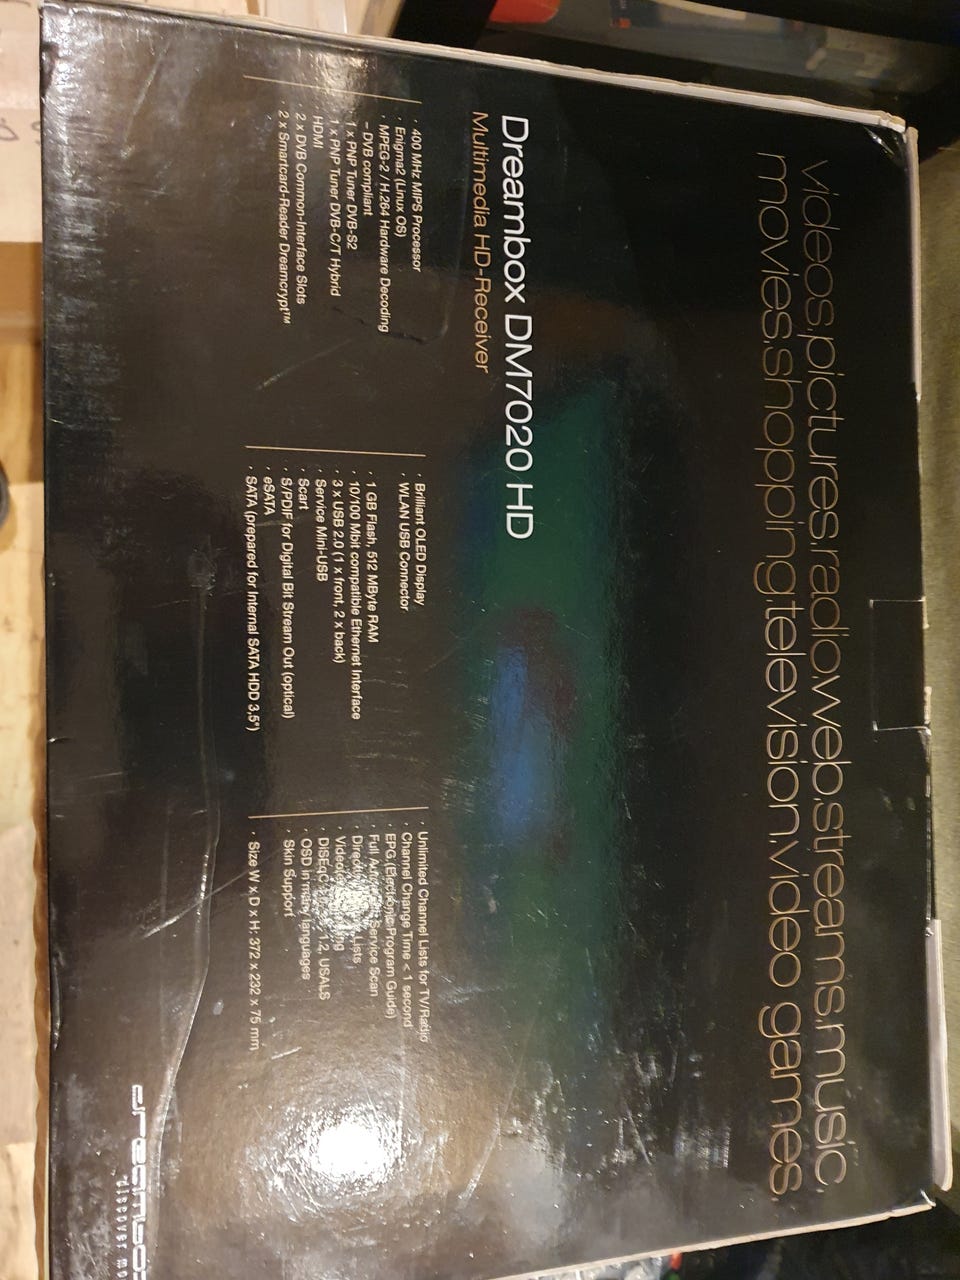 videos.pictures.radio.web.streams.music.
movies.shopping.television.video games
Dreambox DM7020 HD
Multimedia HD-Receiver
· 400 MHz MIPS Processor
· Enigma2 (Linux OS)
· MPEG-2 / H.264 Hardware Decoding
– DVB compliant
1 x PNP Tuner DVB-S2
1 x PNP Tuner DVB-C/T Hybrid
HDMI
· 2 x DVB Common-Interface Slots
· 2 x Smartcard-Reader Dreamcrypt™
· Brilliant OLED Display
· WLAN USB Connector
· 1 GB Flash, 512 MByte RAM
· 10/100 Mbit compatible Ethernet Interface
· 3 x USB 2.0 (1 x front, 2 x back)
· Service Mini-USB
· Scart
· S/PDIF for Digital Bit Stream Out (optical)
· eSATA
· SATA (prepared for Internal SATA HDD 3,5")
· Unlimited Channel Lists for TV/Radio
· Channel Change Time < 1 second
· EPG (Electronic Program Guide)
· Full Service Scan
· Lists
· DiSEqC USALS
· OSD in many languages
· Skin Support
· Size W x D x H: 372 x 232 x 75 mm
discover